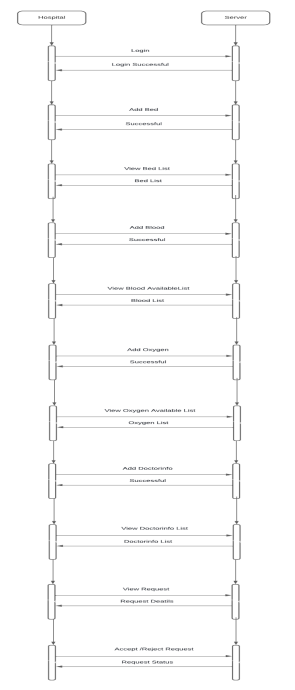 Hospital Server
Login
Login Successful
Add Bed
Successful
View Bed List
Bed List
Add Blood
Successful
View Blood AvailableList
Blood List
Add Oxygen
Successful
View Oxygen Available List
Oxygen List
Add Doctorinfo
Successful
View Doctorinfo List
Doctorinfo List
View Request
Request Deatils
Accept /Reject Request
Request Status